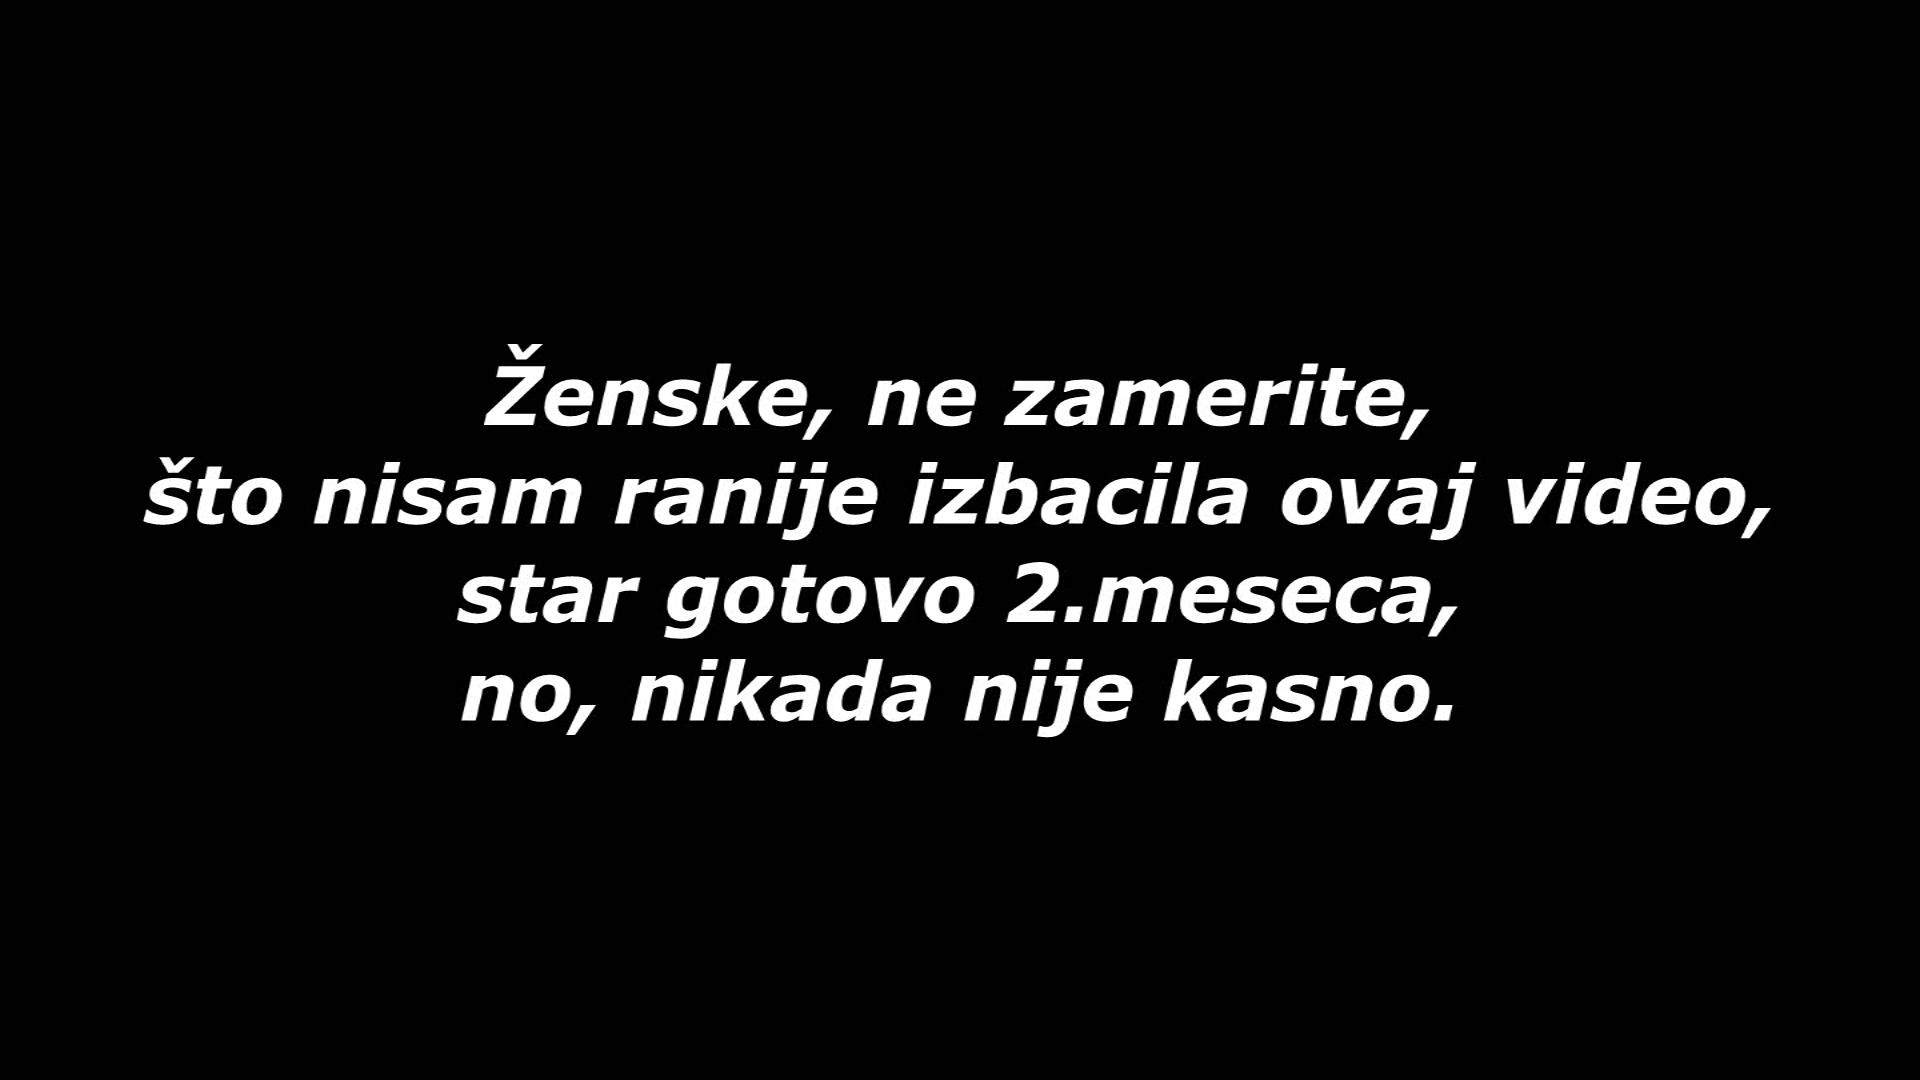 Ženske, ne zamerite,
što nisam ranije izbacila ovaj video,
star gotovo 2.meseca,
no, nikada nije kasno.